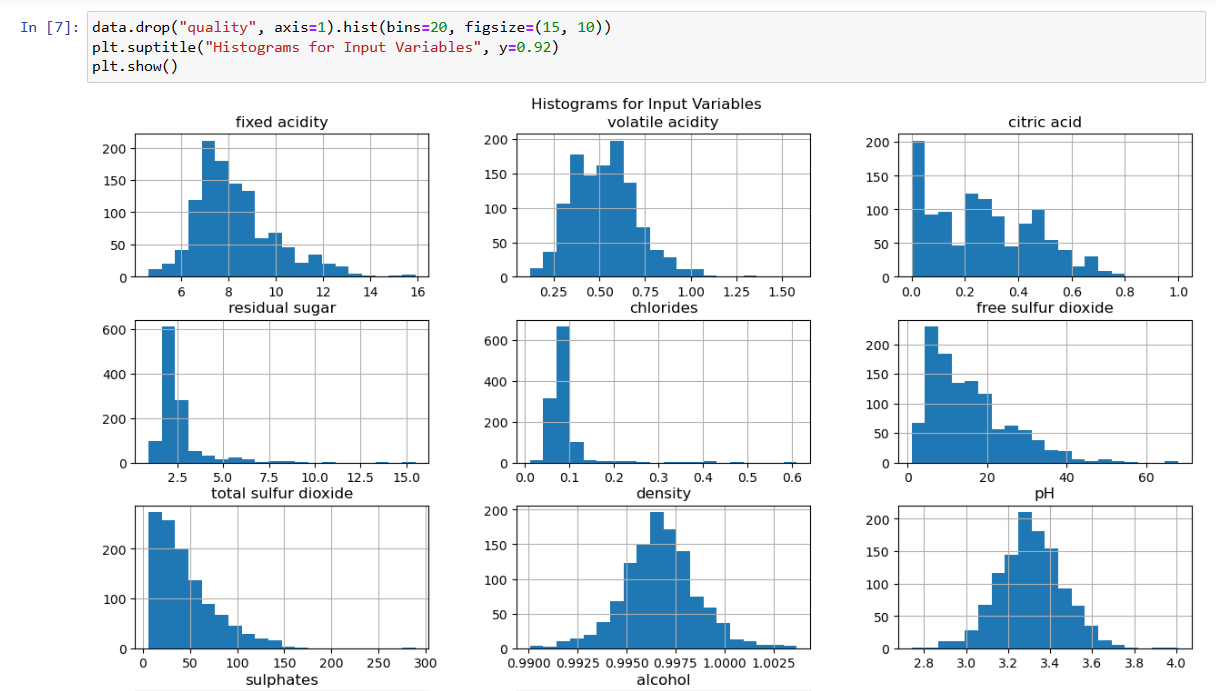 In [7]: data.drop("quality", axis=1).hist(bins=20, figsize=(15, 10))
plt.suptitle("Histograms for Input Variables", y=0.92)
plt.show()
Histograms for Input Variables
fixed acidity
volatile acidity
citric acid
200
150
100
50
0
6 8 10 12 14 16
200
150
100
50
0
0.25 0.50 0.75 1.00 1.25 1.50
200
150
100
50
0
0.0 0.2 0.4 0.6 0.8 1.0
residual sugar
chlorides
free sulfur dioxide
600
400
200
0
2.5 5.0 7.5 10.0 12.5 15.0
600
400
200
0
0.0 0.1 0.2 0.3 0.4 0.5 0.6
200
150
100
50
0
0 20 40 60
total sulfur dioxide
density
pH
200
100
0
0 50 100 150 200 250 300
200
150
100
50
0
0.9900 0.9925 0.9950 0.9975 1.0000 1.0025
200
150
100
50
0
2.8 3.0 3.2 3.4 3.6 3.8 4.0
sulphates
alcohol